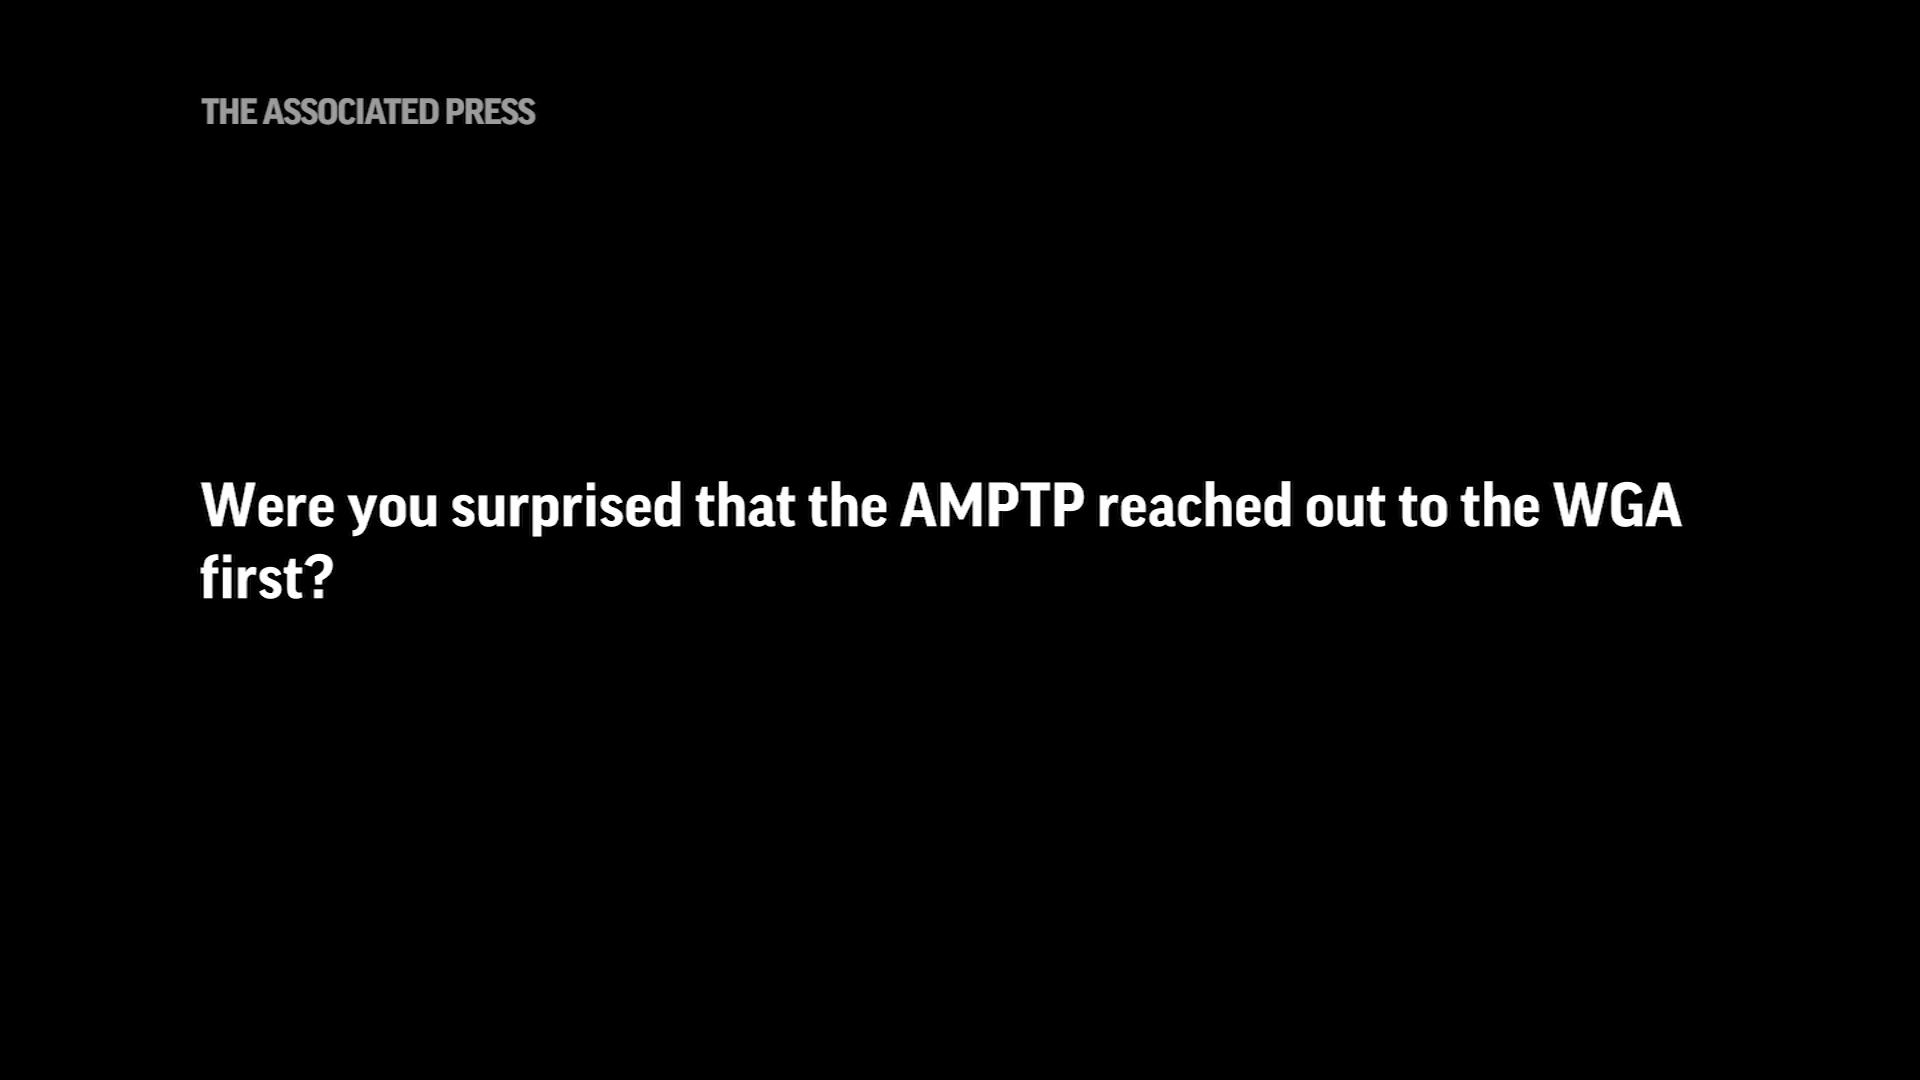 THE ASSOCIATED PRESS
Were you surprised that the AMPTP reached out to the WGA
first?